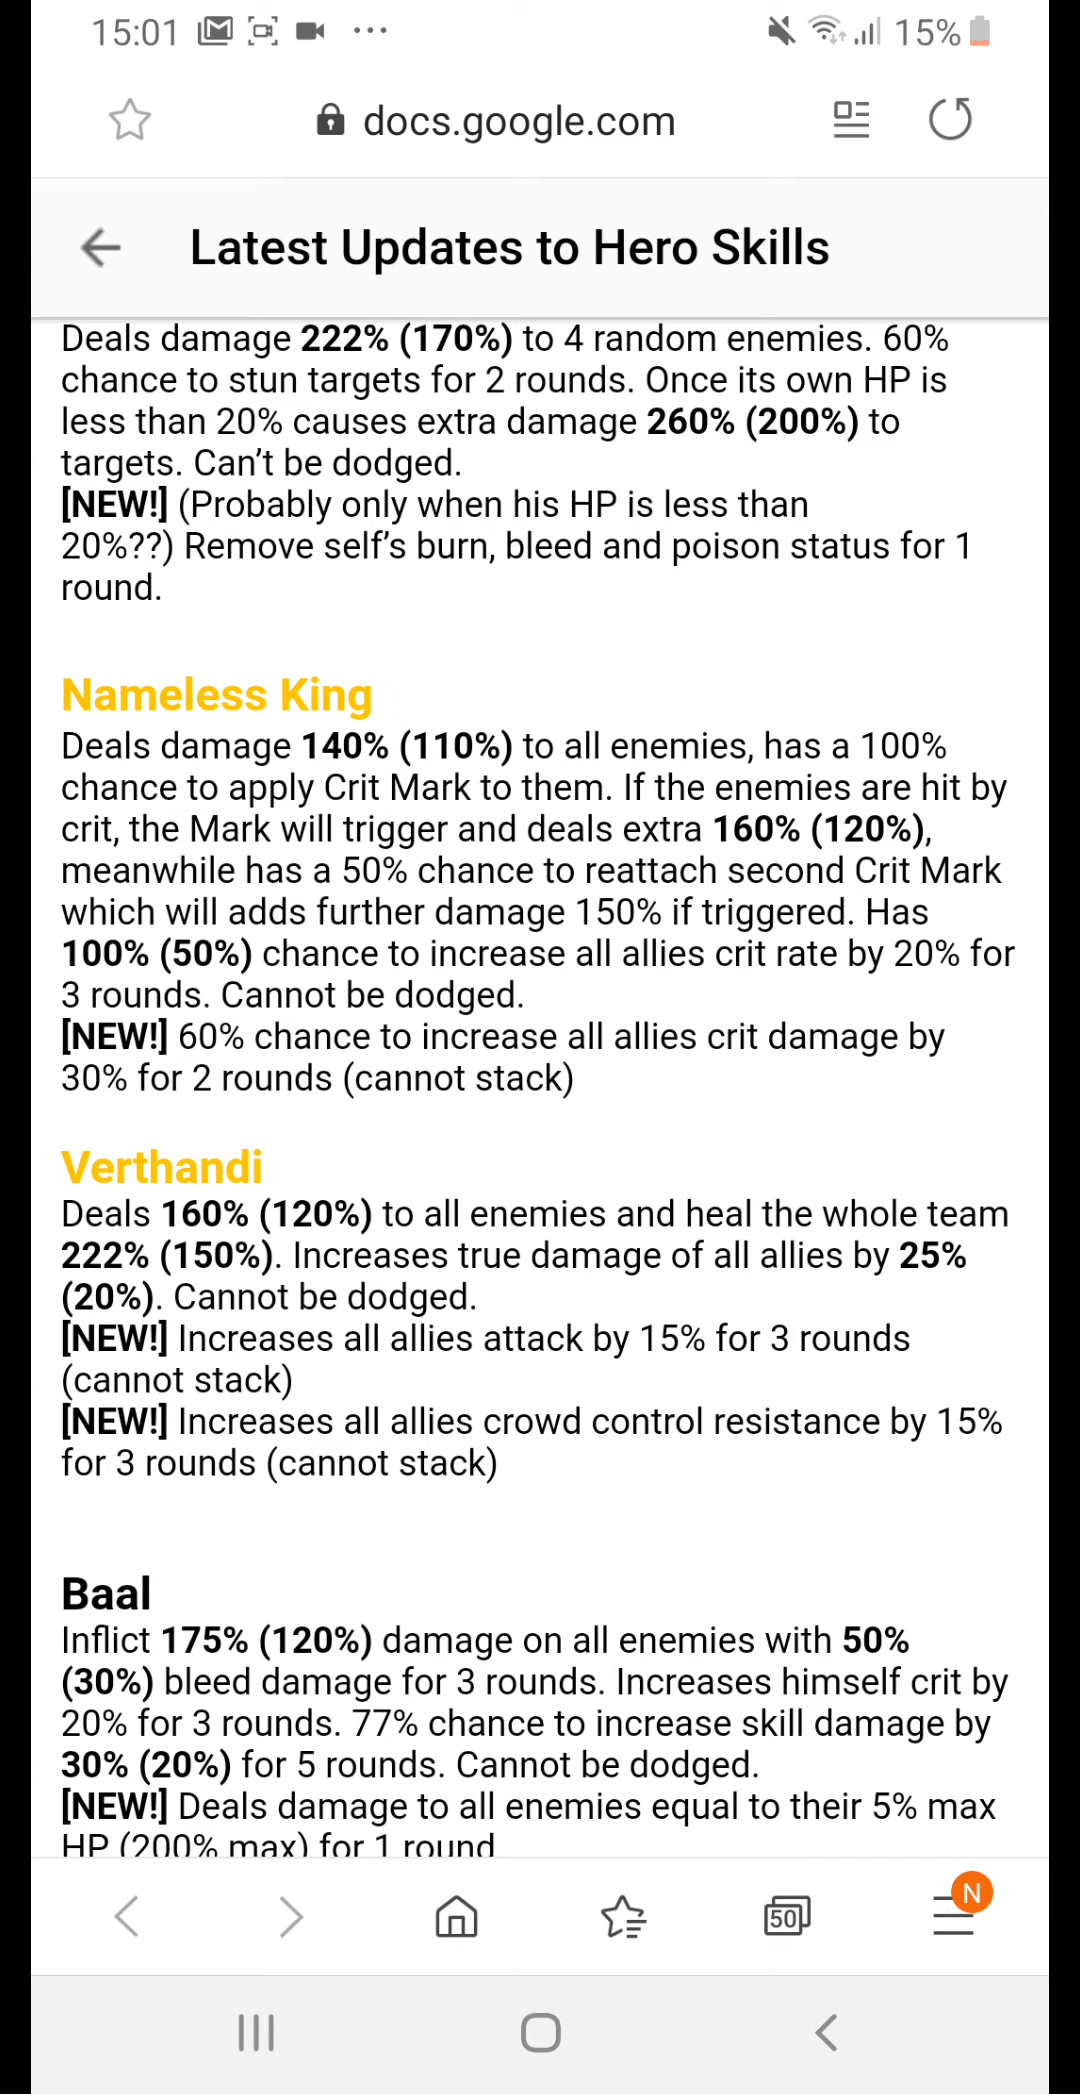 15:01
15%
docs.google.com
Latest Updates to Hero Skills
Deals damage 222% (170%) to 4 random enemies. 60%
chance to stun targets for 2 rounds. Once its own HP is
less than 20% causes extra damage 260% (200%) to
targets. Can't be dodged.
[NEW!] (Probably only when his HP is less than
20%??) Remove self's burn, bleed and poison status for 1
round.
Nameless King
Deals damage 140% (110%) to all enemies, has a 100%
chance to apply Crit Mark to them. If the enemies are hit by
crit, the Mark will trigger and deals extra 160% (120%),
meanwhile has a 50% chance to reattach second Crit Mark
which will adds further damage 150% if triggered. Has
100% (50%) chance to increase all allies crit rate by 20% for
3 rounds. Cannot be dodged.
[NEW!] 60% chance to increase all allies crit damage by
30% for 2 rounds (cannot stack)
Verthandi
Deals 160% (120%) to all enemies and heal the whole team
222% (150%). Increases true damage of all allies by 25%
(20%). Cannot be dodged.
[NEW!] Increases all allies attack by 15% for 3 rounds
(cannot stack)
[NEW!] Increases all allies crowd control resistance by 15%
for 3 rounds (cannot stack)
Baal
Inflict 175% (120%) damage on all enemies with 50%
(30%) bleed damage for 3 rounds. Increases himself crit by
20% for 3 rounds. 77% chance to increase skill damage by
30% (20%) for 5 rounds. Cannot be dodged.
[NEW!] Deals damage to all enemies equal to their 5% max
HP (200% max) for 1 round
50
N